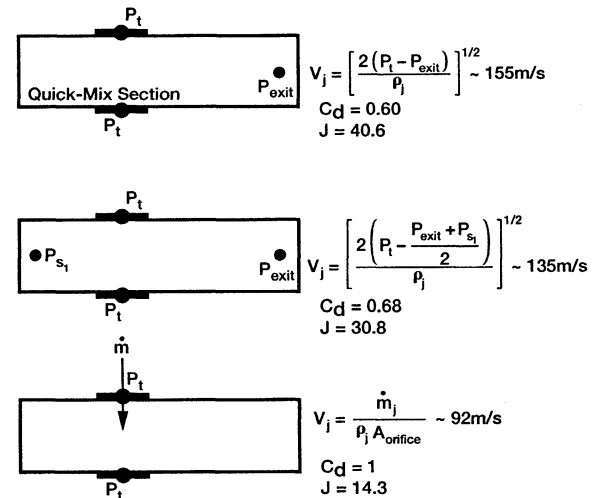 P_t
Quick-Mix Section
P_exit
P_t
V_j = [ 2 (P_t - P_exit) / ρ_j ]^1/2 ~ 155m/s
C_d = 0.60
J = 40.6
P_t
P_s_1
P_exit
P_t
V_j = [ 2 ( P_t - (P_exit + P_s_1) / 2 ) / ρ_j ]^1/2 ~ 135m/s
C_d = 0.68
J = 30.8
ṁ
P_t
P_t
V_j = ṁ_j / ρ_j A_orifice ~ 92m/s
C_d = 1
J = 14.3